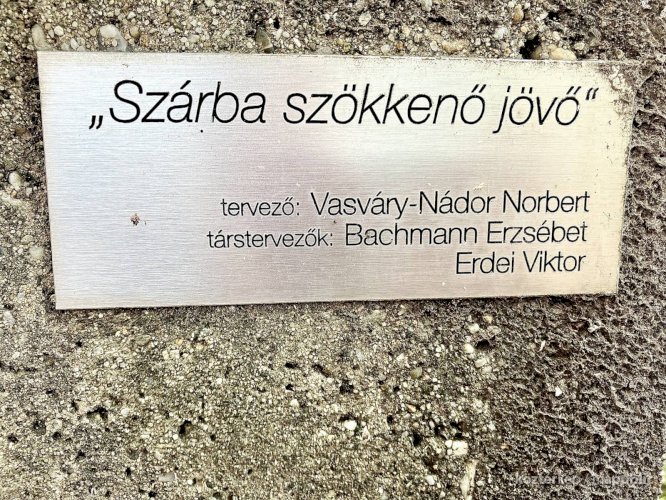 „Szárba szökkenő jövő“
tervező: Vasváry-Nádor Norbert
társtervezők: Bachmann Erzsébet
Erdei Viktor